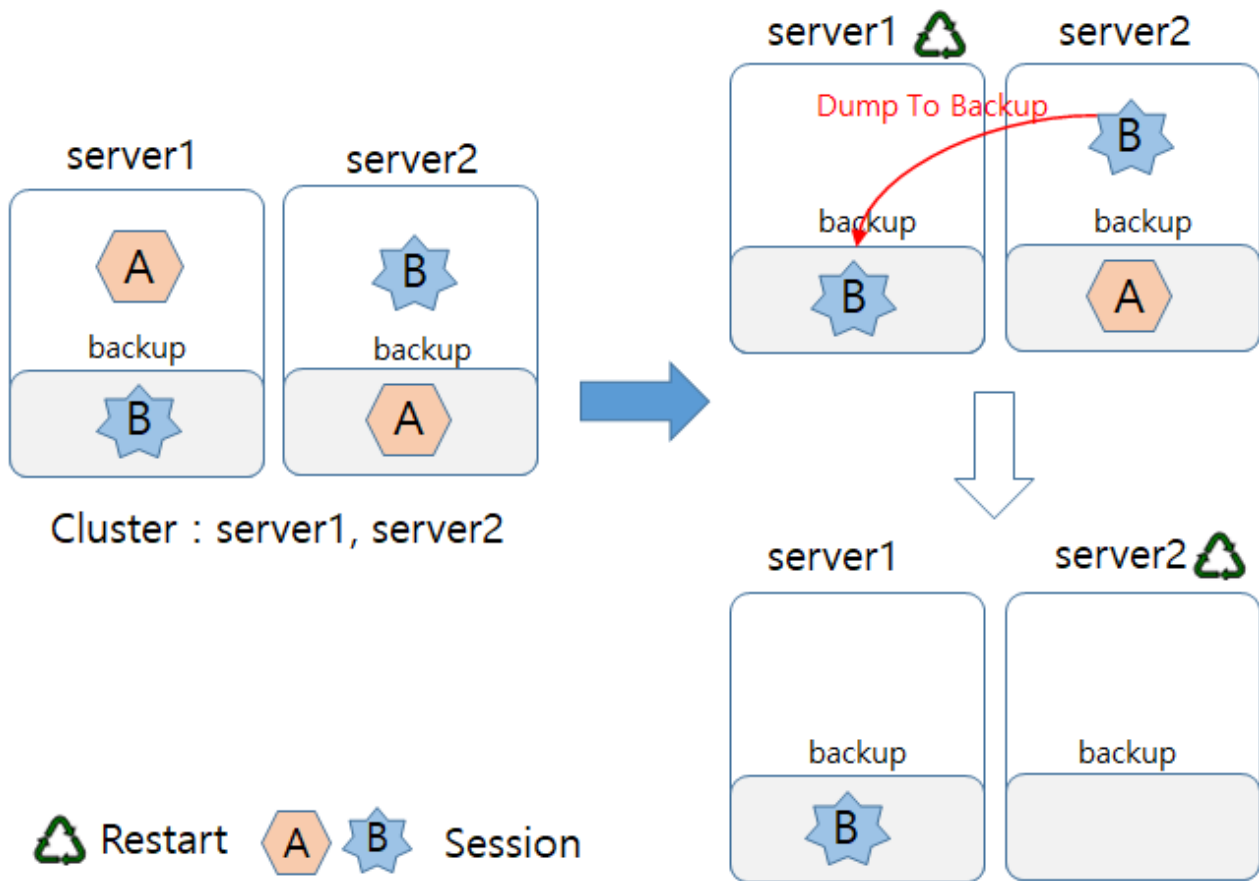 server1
server2
A
B
backup
backup
B
A
Cluster : server1, server2
server1
server2
Dump To Backup
B
backup
backup
B
A
server1
server2
backup
backup
B
Restart
A
B
Session